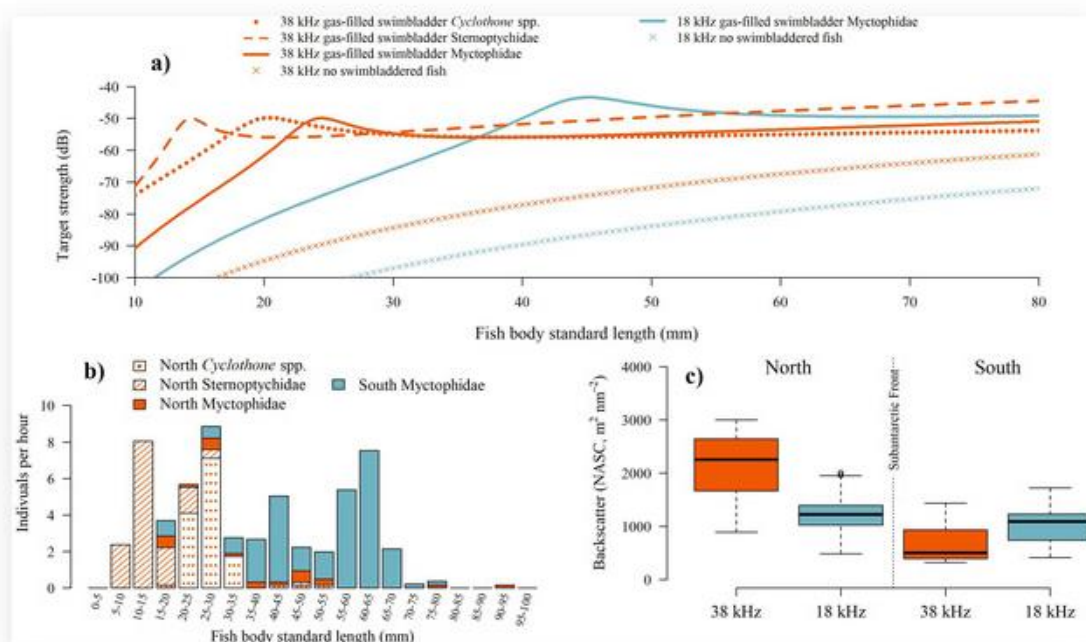 38 kHz gas-filled swimbladder Cyclothone spp.
38 kHz gas-filled swimbladder Sternoptychidae
38 kHz gas-filled swimbladder Myctophidae
38 kHz no swimbladdered fish
18 kHz gas-filled swimbladder Myctophidae
18 kHz no swimbladdered fish
a)
Target strength (dB)
-40
-50
-60
-70
-80
-90
-100
10 20 30 40 50 60 70 80
Fish body standard length (mm)
b)
North Cyclothone spp.
North Sternoptychidae
North Myctophidae
South Myctophidae
Indivuals per hour
10
8
6
4
2
0
0-5 5-10 10-15 15-20 20-25 25-30 30-35 35-40 40-45 45-50 50-55 55-60 60-65 65-70 70-75 75-80 80-85 85-90 90-95 95-100
Fish body standard length (mm)
c)
North South
Subantarctic Front
Backscatter (NASC, m² nm⁻²)
4000
3000
2000
1000
0
38 kHz 18 kHz 38 kHz 18 kHz